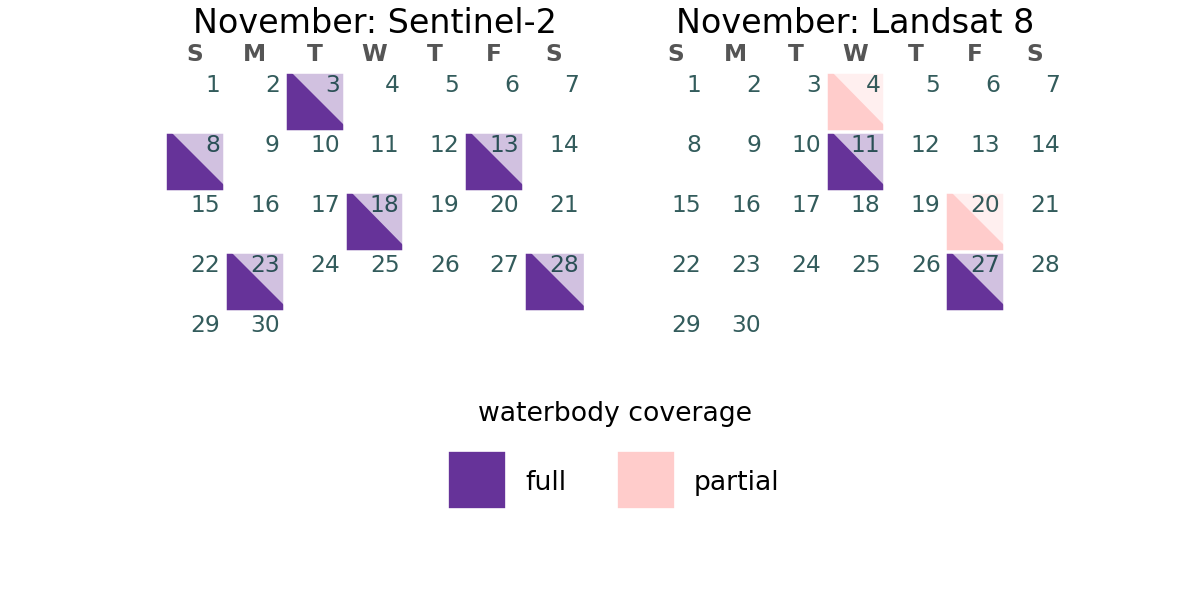 November: Sentinel-2
S M T W T F S
1 2 3 4 5 6 7
8 9 10 11 12 13 14
15 16 17 18 19 20 21
22 23 24 25 26 27 28
29 30
November: Landsat 8
S M T W T F S
1 2 3 4 5 6 7
8 9 10 11 12 13 14
15 16 17 18 19 20 21
22 23 24 25 26 27 28
29 30
waterbody coverage
full
partial